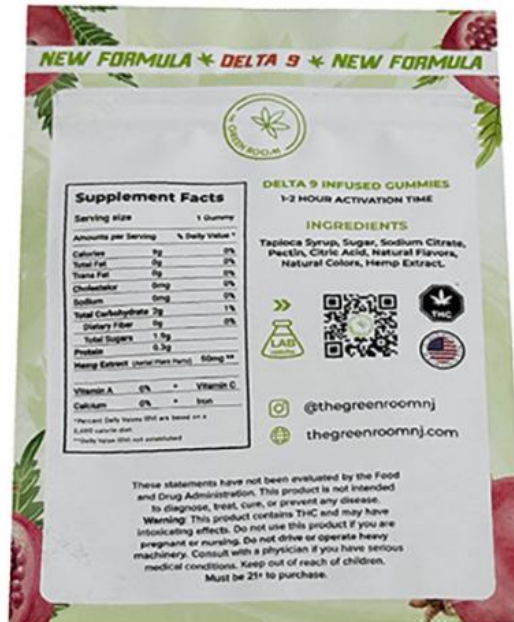 NEW FORMULA DELTA 9 NEW FORMULA
THE GREEN ROOM
Supplement Facts
Serving size 1 Gummy
Amounts per Serving % Daily Value *
Calories 9g 0%
Total Fat 0g 0%
Trans Fat 0g 0%
Cholesterol 0mg 0%
Sodium 0mg 0%
Total Carbohydrate 2g 1%
Dietary Fiber 0g 0%
Total Sugars 1.5g
Protein 0.3g
Hemp Extract (Aerial Plant Parts) 50mg **
Vitamin A 0% • Vitamin C
Calcium 0% • Iron
*Percent Daily Values (DV) are based on a
2,000 calorie diet.
**Daily Value (DV) not established
DELTA 9 INFUSED GUMMIES
1-2 HOUR ACTIVATION TIME
INGREDIENTS
Tapioca Syrup, Sugar, Sodium Citrate,
Pectin, Citric Acid, Natural Flavors,
Natural Colors, Hemp Extract.
LAB
THC
@thegreenroomnj
thegreenroomnj.com
These statements have not been evaluated by the Food
and Drug Administration. This product is not intended
to diagnose, treat, cure, or prevent any disease.
Warning: This product contains THC and may have
intoxicating effects. Do not use this product if you are
pregnant or nursing. Do not drive or operate heavy
machinery. Consult with a physician if you have serious
medical conditions. Keep out of reach of children.
Must be 21+ to purchase.